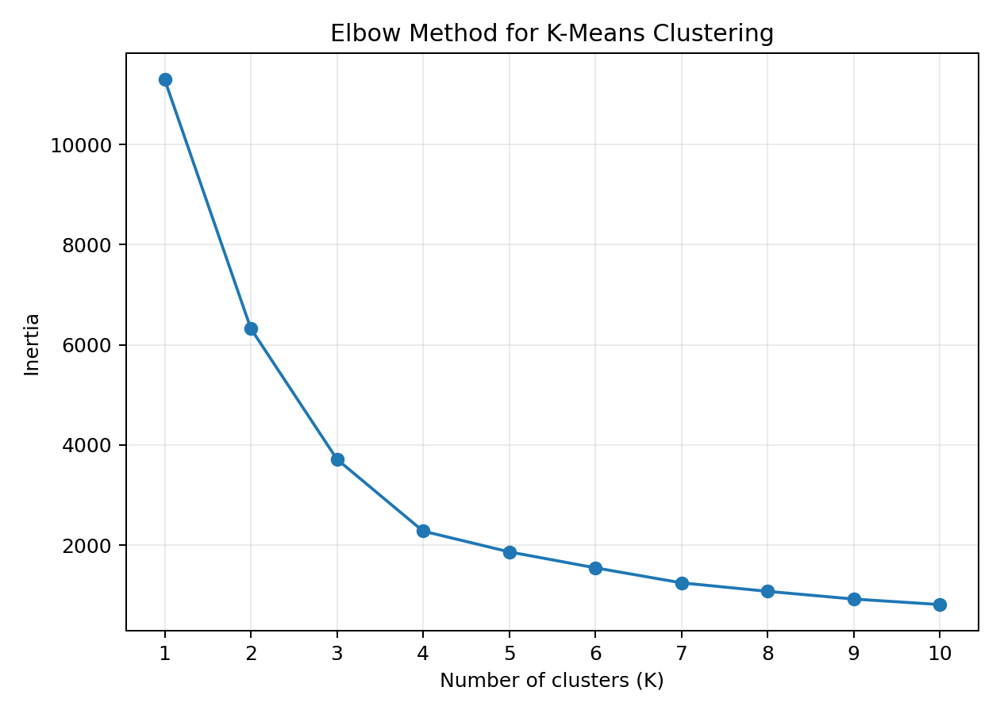 Elbow Method for K-Means Clustering
10000
8000
6000
4000
2000
Inertia
1 2 3 4 5 6 7 8 9 10
Number of clusters (K)